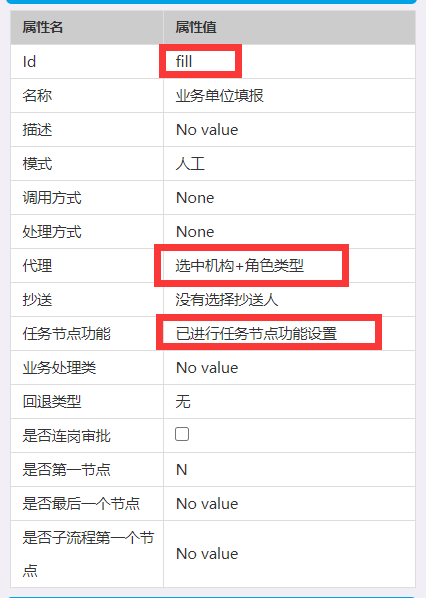 属性名 属性值
Id fill
名称 业务单位填报
描述 No value
模式 人工
调用方式 None
处理方式 None
代理 选中机构+角色类型
抄送 没有选择抄送人
任务节点功能 已进行任务节点功能设置
业务处理类 No value
回退类型 无
是否连岗审批
是否第一节点 N
是否最后一个节点 No value
是否子流程第一个节
点 No value